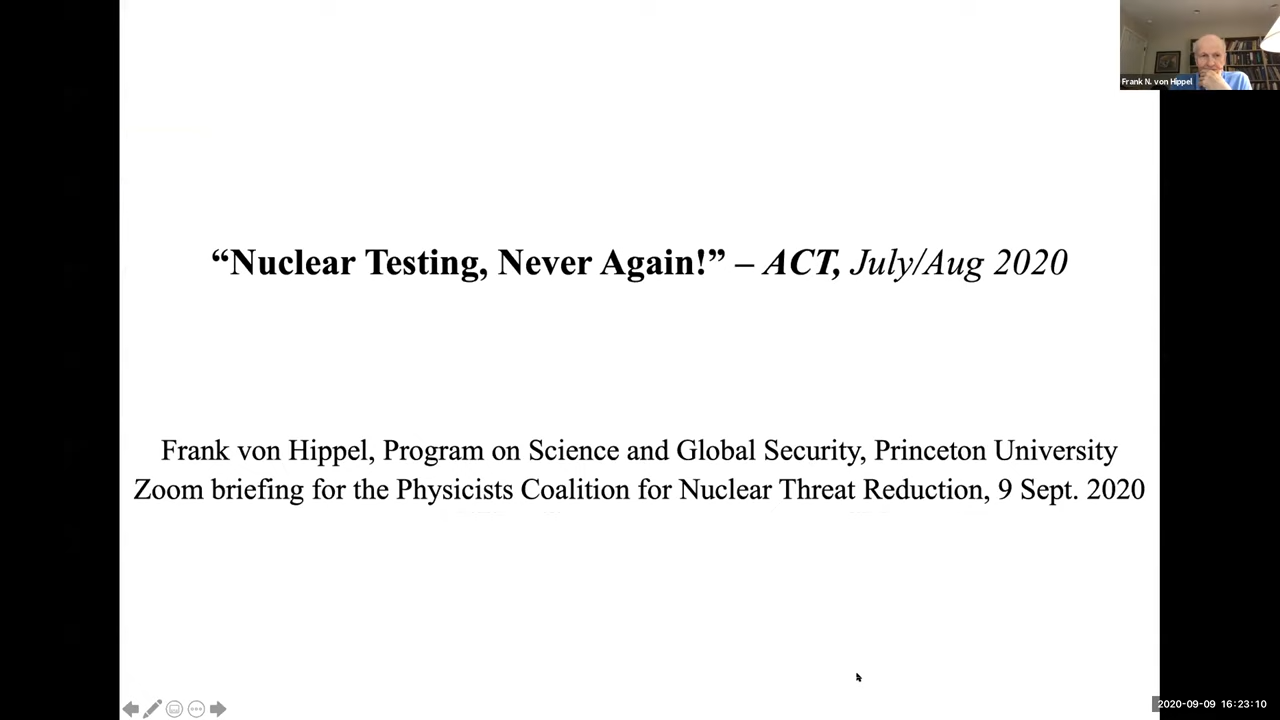 Frank N. von Hippel
“Nuclear Testing, Never Again!” – ACT, July/Aug 2020
Frank von Hippel, Program on Science and Global Security, Princeton University
Zoom briefing for the Physicists Coalition for Nuclear Threat Reduction, 9 Sept. 2020
2020-09-09 16:23:10